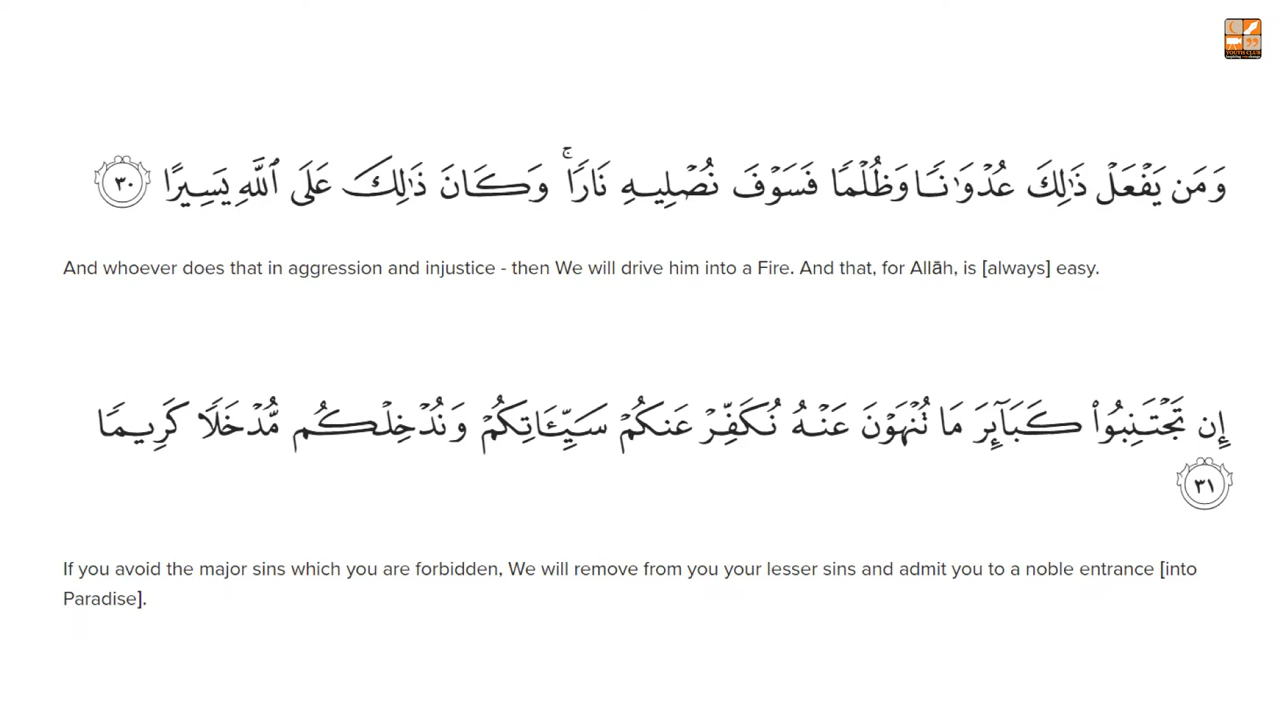 YOUTH CLUB
وَمَن يَفْعَلْ ذَٰلِكَ عُدْوَٰنًا وَظُلْمًا فَسَوْفَ نُصْلِيهِ نَارًا ۚ وَكَانَ ذَٰلِكَ عَلَى ٱللَّهِ يَسِيرًا ٣٠
And whoever does that in aggression and injustice - then We will drive him into a Fire. And that, for Allāh, is [always] easy.
إِن تَجْتَنِبُوا۟ كَبَآئِرَ مَا تُنْهَوْنَ عَنْهُ نُكَفِّرْ عَنكُمْ سَيِّـَٔاتِكُمْ وَنُدْخِلْكُم مُّدْخَلًا كَرِيمًا
٣١
If you avoid the major sins which you are forbidden, We will remove from you your lesser sins and admit you to a noble entrance [into
Paradise].